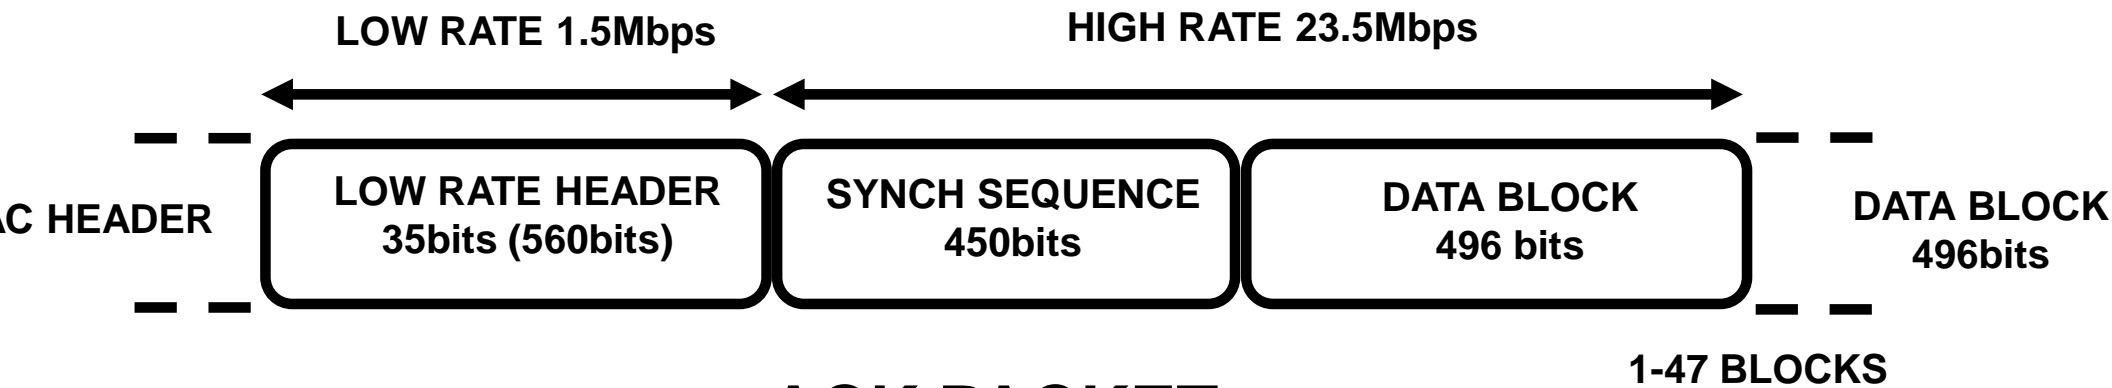 LOW RATE 1.5Mbps
HIGH RATE 23.5Mbps
HEADER
LOW RATE HEADER
35bits (560bits)
SYNCH SEQUENCE
450bits
DATA BLOCK
496 bits
DATA BLOCK
496bits
1-47 BLOCKS